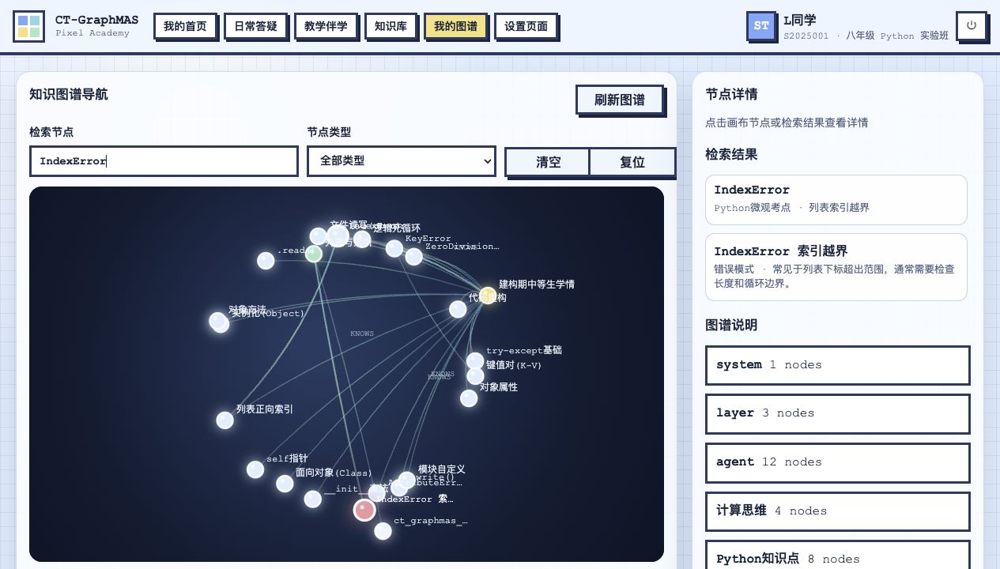 CT-GraphMAS
Pixel Academy
我的首页
日常答疑
教学伴学
知识库
我的图谱
设置页面
ST
L同学
S2025001 · 八年级 Python 实验班
知识图谱导航
刷新图谱
检索节点
节点类型
IndexError
全部类型
清空
复位
文件读写
逻辑死循环
KeyError
ZeroDivision…
.read
建构期中等生学情
代码重构
对象方法
实例化(Object)
KNOWS
try-except基础
键值对(K-V)
KNOWS
KNOWS
对象属性
列表正向索引
self指针
面向对象(Class)
模块自定义
write()
AttributeErr…
__init__方法
IndexError 索…
ct_graphmas_…
节点详情
点击画布节点或检索结果查看详情
检索结果
IndexError
Python微观考点 · 列表索引越界
IndexError 索引越界
错误模式 · 常见于列表下标超出范围，通常需要检查
长度和循环边界。
图谱说明
system 1 nodes
layer 3 nodes
agent 12 nodes
计算思维 4 nodes
Python知识点 8 nodes